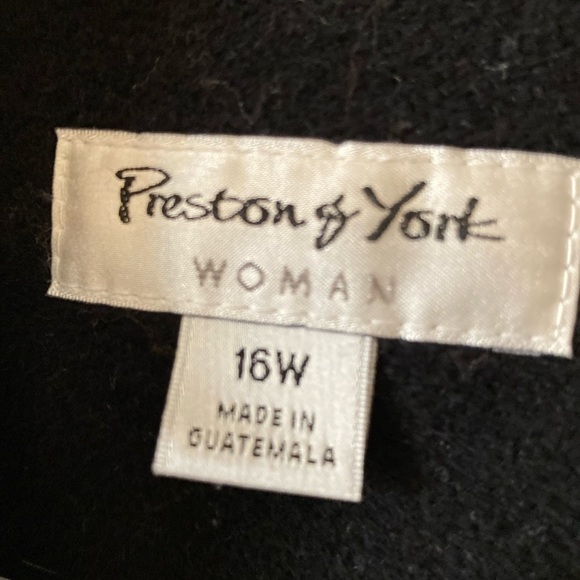 Preston & York
WOMAN
16W
MADE IN
GUATEMALA